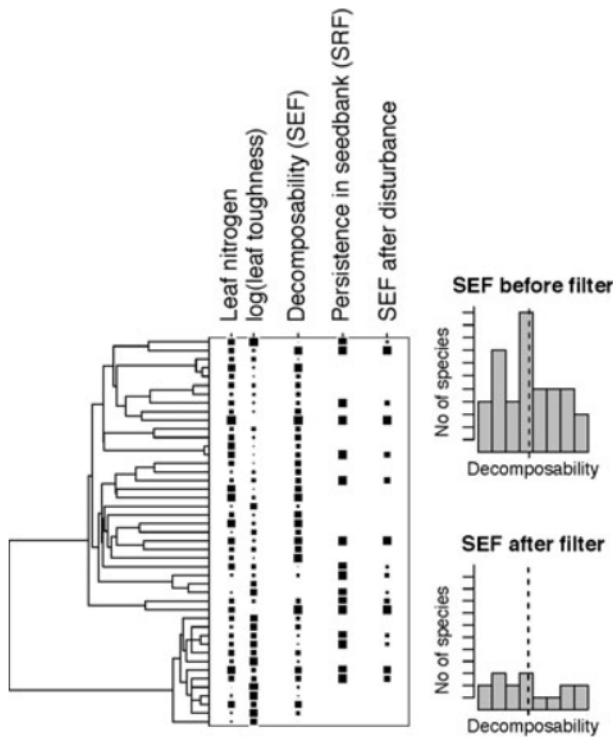 Leaf nitrogen
log(leaf toughness)
Decomposability (SEF)
Persistence in seedbank (SRF)
SEF after disturbance
SEF before filter
No of species
Decomposability
SEF after filter
No of species
Decomposability